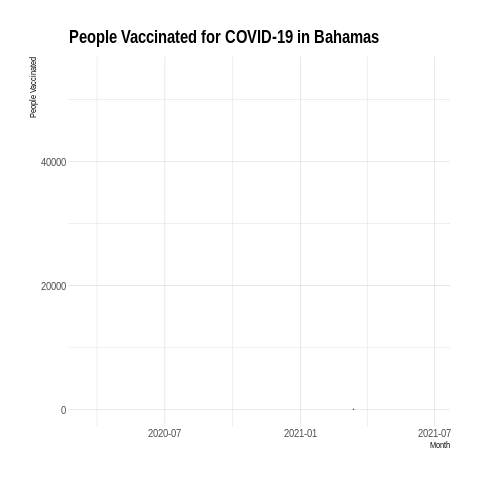 People Vaccinated for COVID-19 in Bahamas
People Vaccinated
40000
20000
0
2020-07
2021-01
2021-07
Month